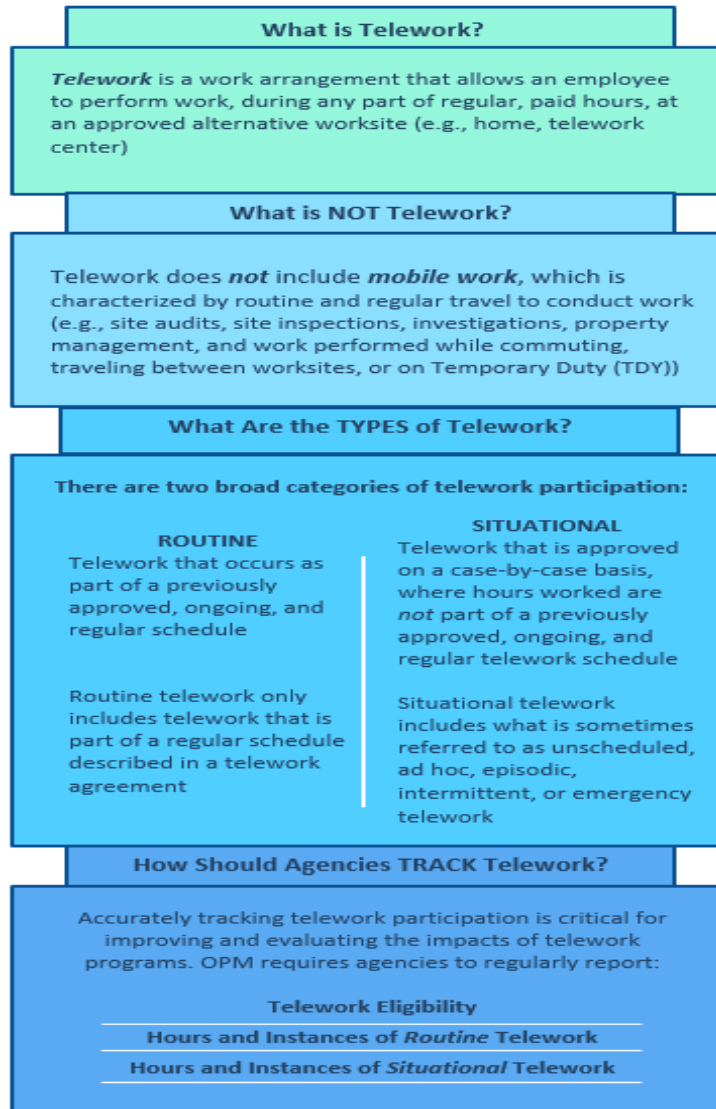 What is Telework?
Telework is a work arrangement that allows an employee
to perform work, during any part of regular, paid hours, at
an approved alternative worksite (e.g., home, telework
center)
What is NOT Telework?
Telework does not include mobile work, which is
characterized by routine and regular travel to conduct work
(e.g., site audits, site inspections, investigations, property
management, and work performed while commuting,
traveling between worksites, or on Temporary Duty (TDY))
What Are the TYPES of Telework?
There are two broad categories of telework participation:
ROUTINE
Telework that occurs as
part of a previously
approved, ongoing, and
regular schedule
Routine telework only
includes telework that is
part of a regular schedule
described in a telework
agreement
SITUATIONAL
Telework that is approved
on a case-by-case basis,
where hours worked are
not part of a previously
approved, ongoing, and
regular telework schedule
Situational telework
includes what is sometimes
referred to as unscheduled,
ad hoc, episodic,
intermittent, or emergency
telework
How Should Agencies TRACK Telework?
Accurately tracking telework participation is critical for
improving and evaluating the impacts of telework
programs. OPM requires agencies to regularly report:
Telework Eligibility
Hours and Instances of Routine Telework
Hours and Instances of Situational Telework